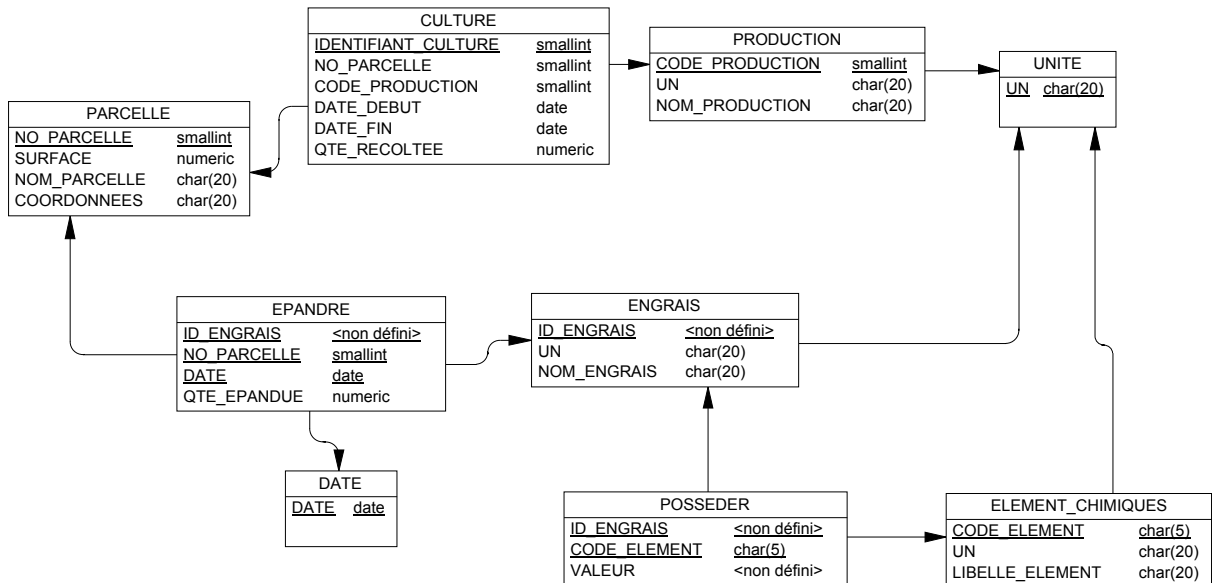 CULTURE
IDENTIFIANT_CULTURE smallint
NO_PARCELLE smallint
CODE_PRODUCTION smallint
DATE_DEBUT date
DATE_FIN date
QTE_RECOLTEE numeric
PRODUCTION
CODE_PRODUCTION smallint
UN char(20)
NOM_PRODUCTION char(20)
UNITE
UN char(20)
PARCELLE
NO_PARCELLE smallint
SURFACE numeric
NOM_PARCELLE char(20)
COORDONNEES char(20)
EPANDRE
ID_ENGRAIS <non défini>
NO_PARCELLE smallint
DATE date
QTE_EPANDUE numeric
ENGRAIS
ID_ENGRAIS <non défini>
UN char(20)
NOM_ENGRAIS char(20)
DATE
DATE date
POSSEDER
ID_ENGRAIS <non défini>
CODE_ELEMENT char(5)
VALEUR <non défini>
ELEMENT_CHIMIQUES
CODE_ELEMENT char(5)
UN char(20)
LIBELLE_ELEMENT char(20)